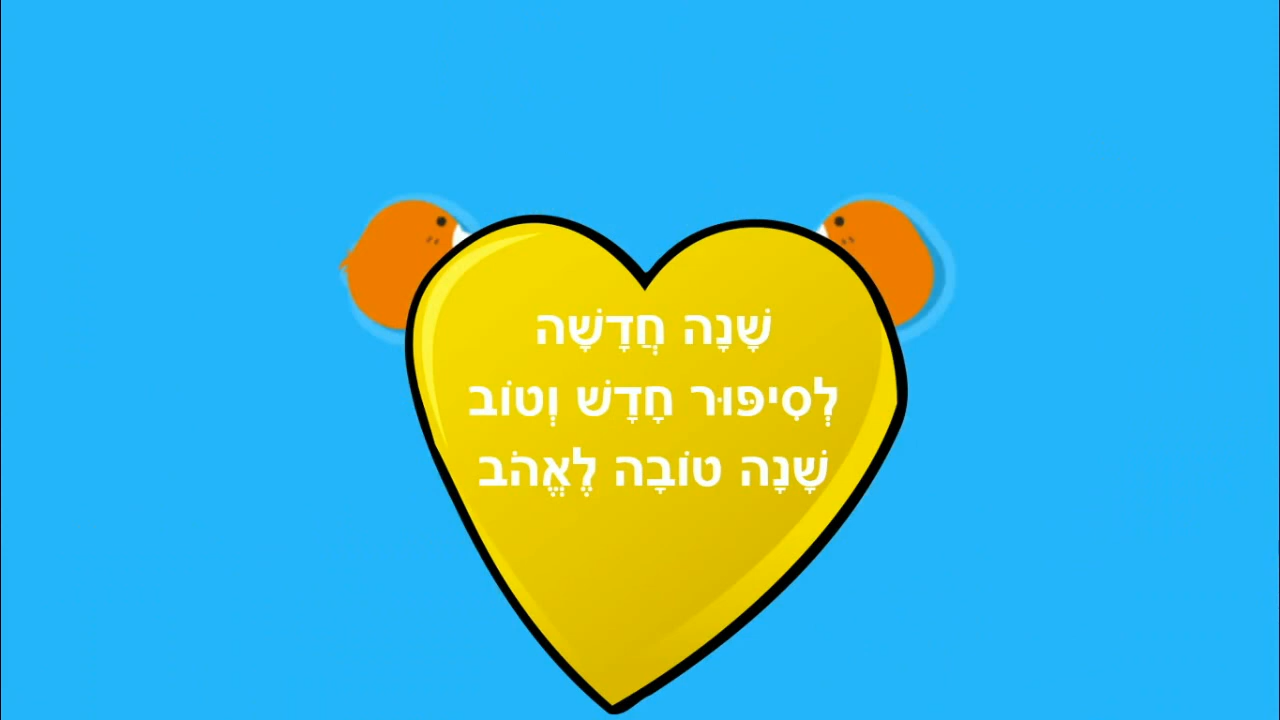 שָׁנָה חֲדָשָׁה
לְסִיפּוּר חָדָשׁ וְטוֹב
שָׁנָה טוֹבָה לֶאֱהֹב